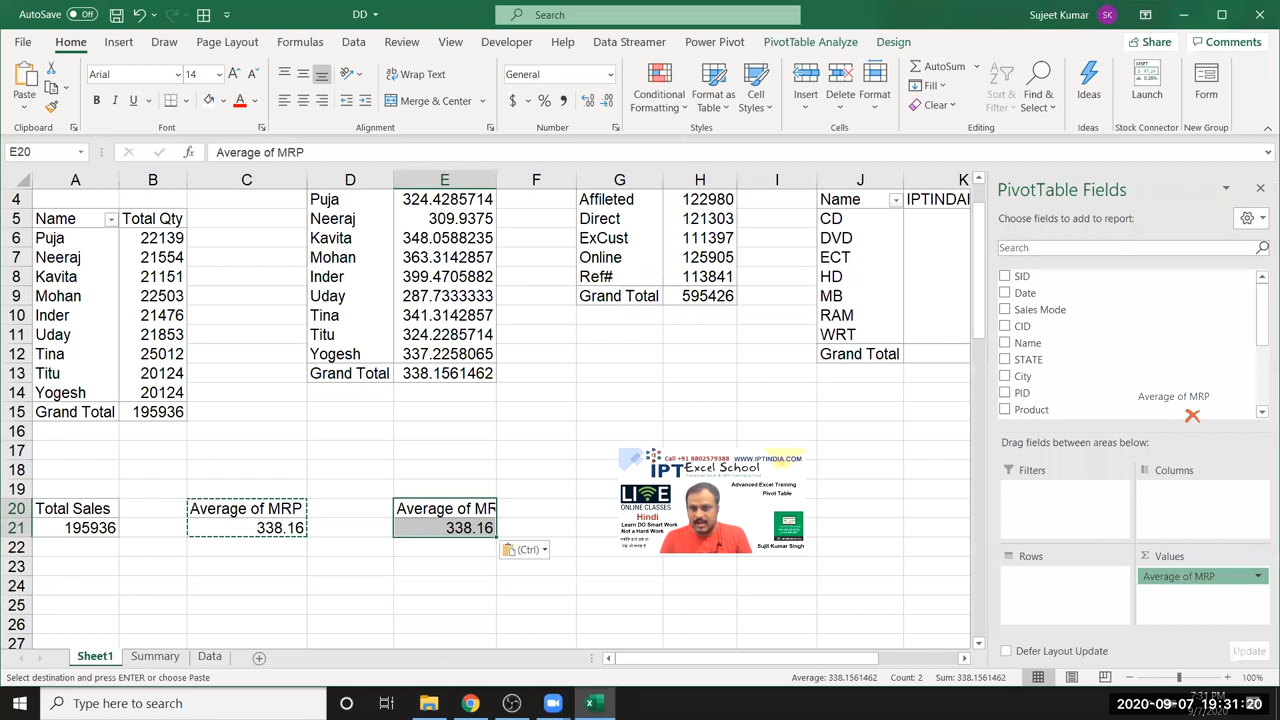 AutoSave Off DD Search Sujeet Kumar SK
File Home Insert Draw Page Layout Formulas Data Review View Developer Help Data Streamer Power Pivot PivotTable Analyze Design Share Comments
Arial 14 Wrap Text General AutoSum
Paste Merge & Center Conditional Formatting Format as Table Cell Styles Insert Delete Format Fill Clear Sort & Filter Find & Select Ideas Launch Form
Clipboard Font Alignment Number Styles Cells Editing Ideas Stock Connector New Group
E20 fx Average of MRP
A B C D E F G H I J K
4 Puja 324.4285714 Affileted 122980 Name IPTINDAI
5 Name Total Qty Neeraj 309.9375 Direct 121303 CD
6 Puja 22139 Kavita 348.0588235 ExCust 111397 DVD
7 Neeraj 21554 Mohan 363.3142857 Online 125905 ECT
8 Kavita 21151 Inder 399.4705882 Ref# 113841 HD
9 Mohan 22503 Uday 287.7333333 Grand Total 595426 MB
10 Inder 21476 Tina 341.3142857 RAM
11 Uday 21853 Titu 324.2285714 WRT
12 Tina 25012 Yogesh 337.2258065 Grand Total
13 Titu 20124 Grand Total 338.1561462
14 Yogesh 20124
15 Grand Total 195936
16
17
18
19
20 Total Sales Average of MRP Average of MR
21 195936 338.16 338.16
22
23
24
25
26
27
(Ctrl)
Call +91 8802579388 WWW.IPTINDIA.COM
IPT Excel School
LIVE
ONLINE CLASSES
Hindi
Learn DO Smart Work
Not a Hard Work
Advanced Excel Training
Pivot Table
Sujit Kumar Singh
PivotTable Fields
Choose fields to add to report:
Search
SID
Date
Sales Mode
CID
Name
STATE
City
PID
Product
Average of MRP
Drag fields between areas below:
Filters Columns
Rows Σ Values
Average of MRP
Defer Layout Update Update
Sheet1 Summary Data
Select destination and press ENTER or choose Paste Average: 338.1561462 Count: 2 Sum: 338.1561462 100%
Type here to search
2020-09-07 19:31:20